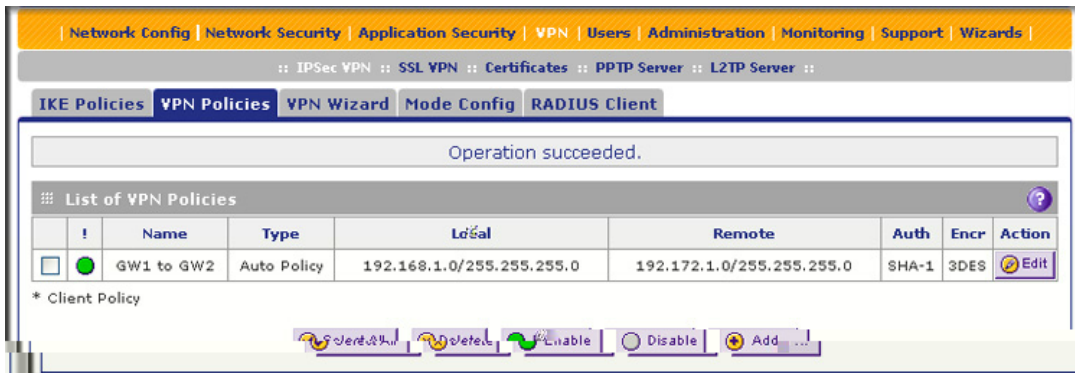 | Network Config | Network Security | Application Security | VPN | Users | Administration | Monitoring | Support | Wizards |
:: IPSec VPN :: SSL VPN :: Certificates :: PPTP Server :: L2TP Server ::
IKE Policies VPN Policies VPN Wizard Mode Config RADIUS Client
Operation succeeded.
List of VPN Policies ?
! Name Type Local Remote Auth Encr Action
GW1 to GW2 Auto Policy 192.168.1.0/255.255.255.0 192.172.1.0/255.255.255.0 SHA-1 3DES Edit
* Client Policy
Enable Disable Add ...